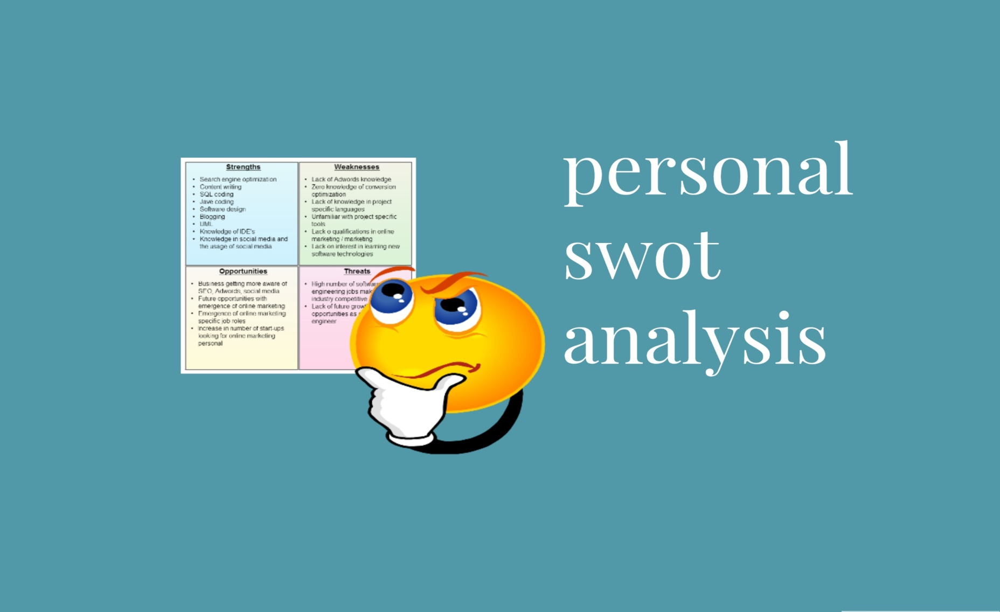 Strengths
• Search engine optimization
• Content writing
• SQL coding
• Jave coding
• Software design
• Blogging
• UML
• Knowledge of IDE's
• Knowledge in social media and
the usage of social media
Weaknesses
• Lack of Adwords knowledge
• Zero knowledge of conversion
optimization
• Lack of knowledge in project
specific languages
• Unfamiliar with project specific
tools
• Lack o qualifications in online
marketing / marketing
• Lack on interest in learning new
software technologies
Opportunities
• Business getting more aware of
SEO, Adwords, social media
• Future opportunities with
emergence of online marketing
• Emergence of online marketing
specific job roles
• Increase in number of start-ups
looking for online marketing
personal
Threats
• High number of software
engineering jobs mak
industry competitive
• Lack of future growt
opportunities as
engineer
personal
swot
analysis